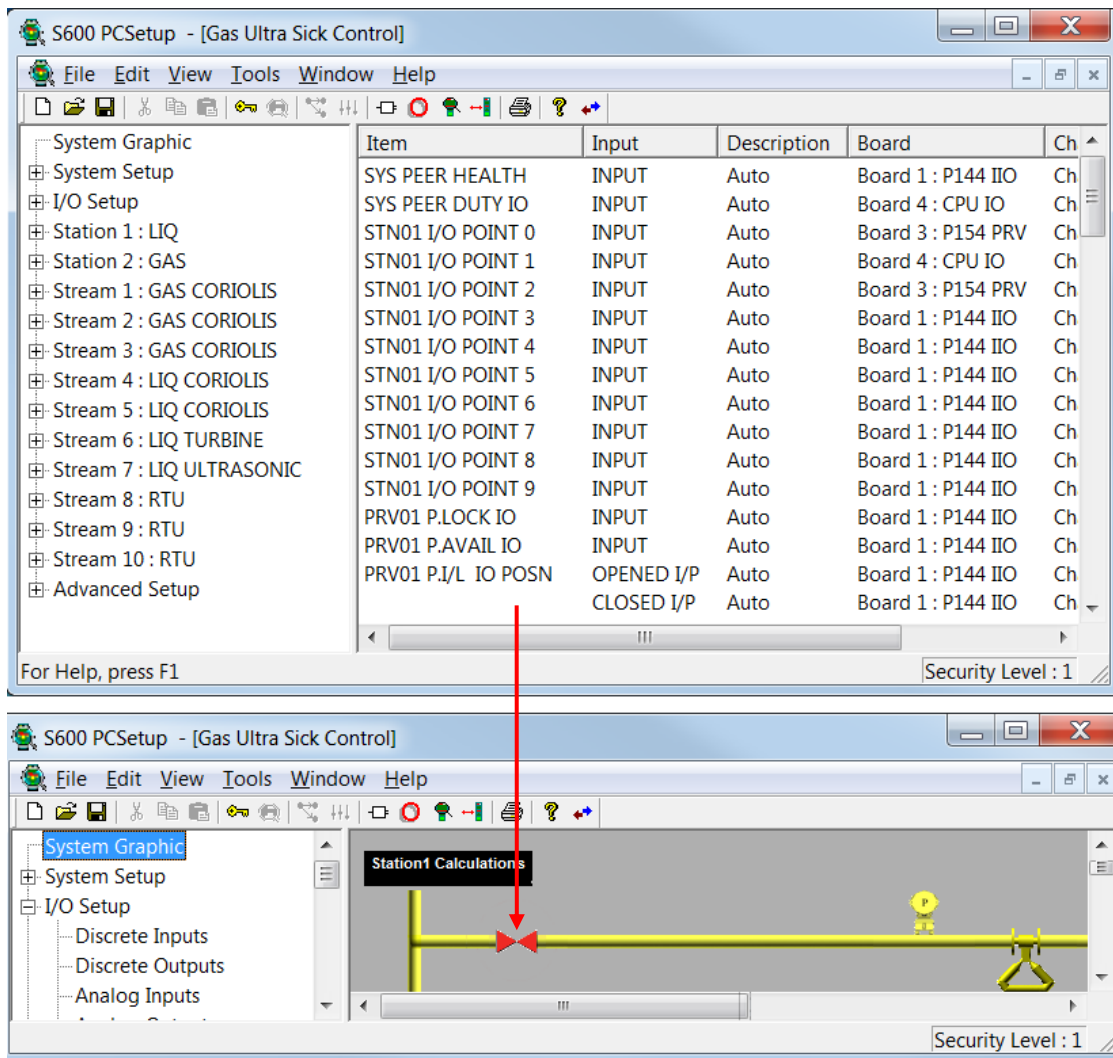 S600 PCSetup - [Gas Ultra Sick Control]
File Edit View Tools Window Help
System Graphic
System Setup
I/O Setup
Station 1 : LIQ
Station 2 : GAS
Stream 1 : GAS CORIOLIS
Stream 2 : GAS CORIOLIS
Stream 3 : GAS CORIOLIS
Stream 4 : LIQ CORIOLIS
Stream 5 : LIQ CORIOLIS
Stream 6 : LIQ TURBINE
Stream 7 : LIQ ULTRASONIC
Stream 8 : RTU
Stream 9 : RTU
Stream 10 : RTU
Advanced Setup
Item Input Description Board Ch
SYS PEER HEALTH INPUT Auto Board 1 : P144 IIO Ch
SYS PEER DUTY IO INPUT Auto Board 4 : CPU IO Ch
STN01 I/O POINT 0 INPUT Auto Board 3 : P154 PRV Ch
STN01 I/O POINT 1 INPUT Auto Board 4 : CPU IO Ch
STN01 I/O POINT 2 INPUT Auto Board 3 : P154 PRV Ch
STN01 I/O POINT 3 INPUT Auto Board 1 : P144 IIO Ch
STN01 I/O POINT 4 INPUT Auto Board 1 : P144 IIO Ch
STN01 I/O POINT 5 INPUT Auto Board 1 : P144 IIO Ch
STN01 I/O POINT 6 INPUT Auto Board 1 : P144 IIO Ch
STN01 I/O POINT 7 INPUT Auto Board 1 : P144 IIO Ch
STN01 I/O POINT 8 INPUT Auto Board 1 : P144 IIO Ch
STN01 I/O POINT 9 INPUT Auto Board 1 : P144 IIO Ch
PRV01 P.LOCK IO INPUT Auto Board 1 : P144 IIO Ch
PRV01 P.AVAIL IO INPUT Auto Board 1 : P144 IIO Ch
PRV01 P.I/L IO POSN OPENED I/P Auto Board 1 : P144 IIO Ch
CLOSED I/P Auto Board 1 : P144 IIO Ch
For Help, press F1 Security Level : 1
S600 PCSetup - [Gas Ultra Sick Control]
File Edit View Tools Window Help
System Graphic
System Setup
I/O Setup
Discrete Inputs
Discrete Outputs
Analog Inputs
Station1 Calculations
P
Security Level : 1